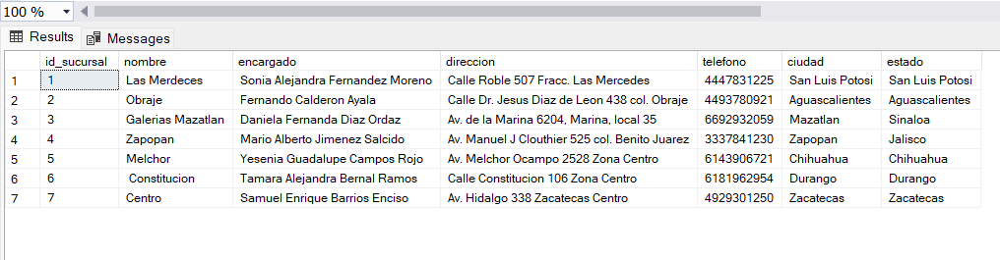 100 %
Results Messages
id_sucursal nombre encargado direccion telefono ciudad estado
1 1 Las Merdeces Sonia Alejandra Fernandez Moreno Calle Roble 507 Fracc. Las Mercedes 4447831225 San Luis Potosi San Luis Potosi
2 2 Obraje Fernando Calderon Ayala Calle Dr. Jesus Diaz de Leon 438 col. Obraje 4493780921 Aguascalientes Aguascalientes
3 3 Galerias Mazatlan Daniela Fernanda Diaz Ordaz Av. de la Marina 6204, Marina, local 35 6692932059 Mazatlan Sinaloa
4 4 Zapopan Mario Alberto Jimenez Salcido Av. Manuel J Clouthier 525 col. Benito Juarez 3337841230 Zapopan Jalisco
5 5 Melchor Yesenia Guadalupe Campos Rojo Av. Melchor Ocampo 2528 Zona Centro 6143906721 Chihuahua Chihuahua
6 6 Constitucion Tamara Alejandra Bernal Ramos Calle Constitucion 106 Zona Centro 6181962954 Durango Durango
7 7 Centro Samuel Enrique Barrios Enciso Av. Hidalgo 338 Zacatecas Centro 4929301250 Zacatecas Zacatecas